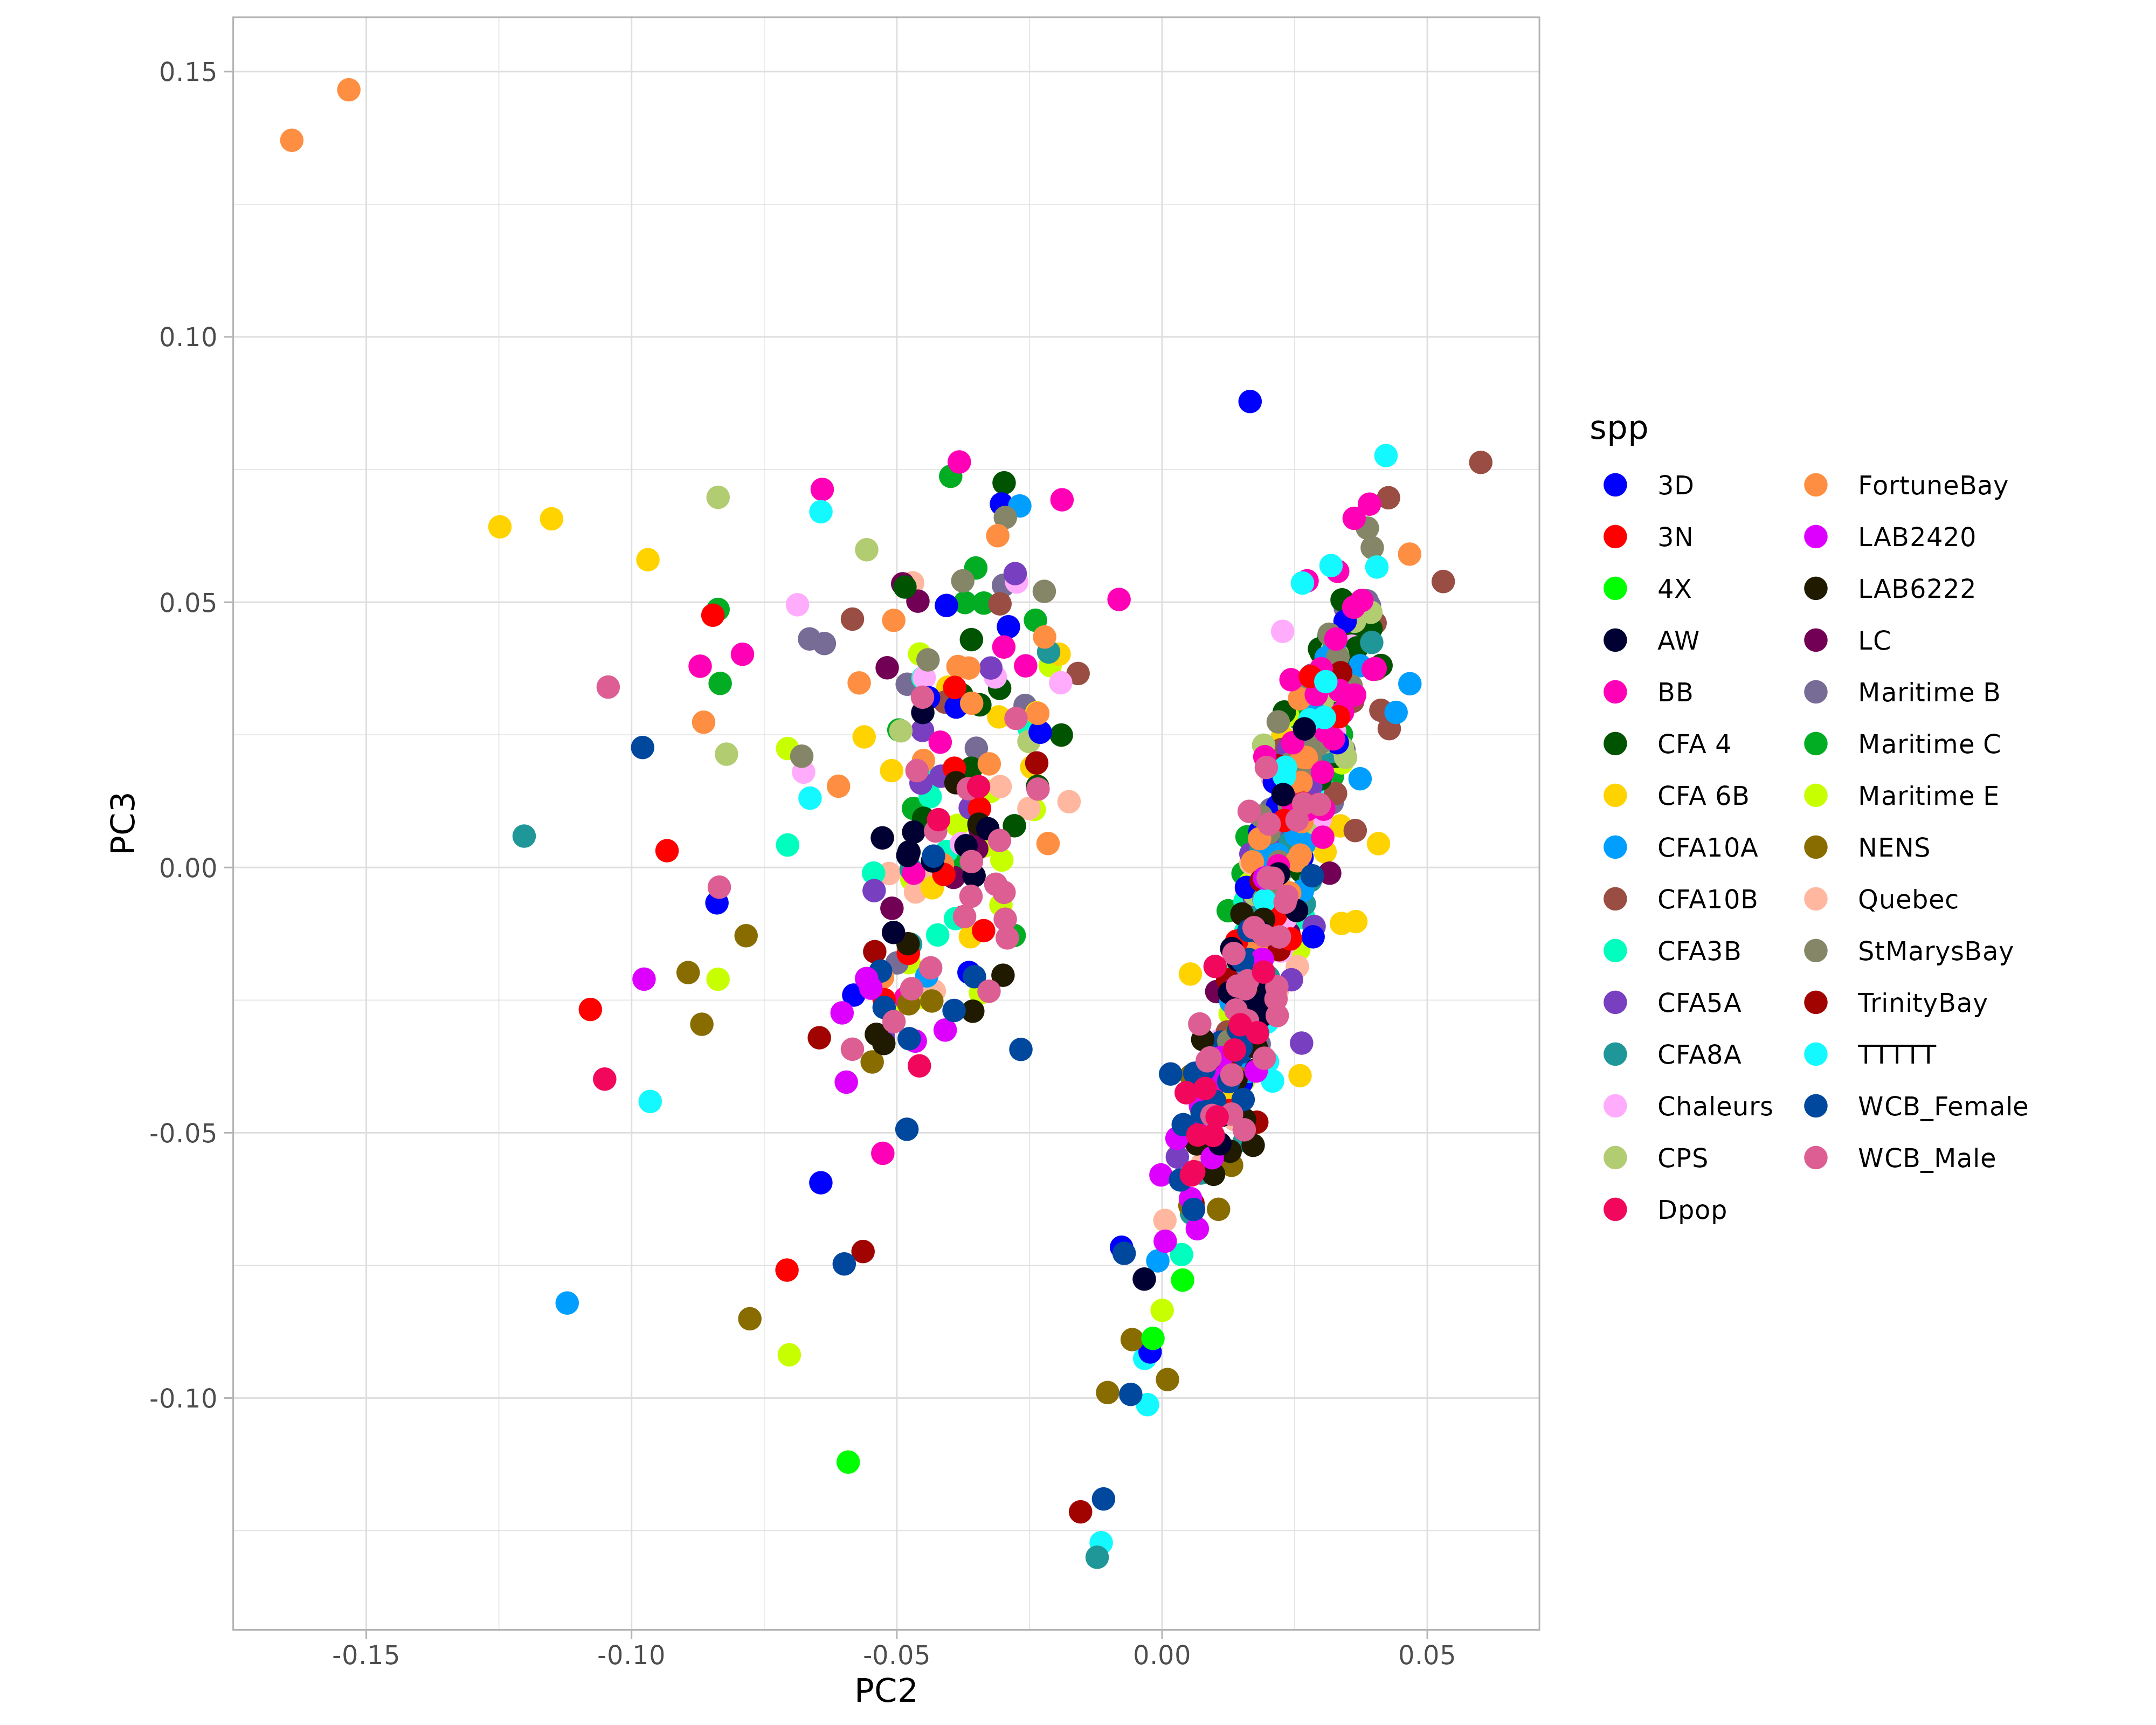 0.15
0.10
0.05
0.00
-0.05
-0.10
PC3
-0.15
-0.10
-0.05
0.00
0.05
PC2
spp
3D
3N
4X
AW
BB
CFA 4
CFA 6B
CFA10A
CFA10B
CFA3B
CFA5A
CFA8A
Chaleurs
CPS
Dpop
FortuneBay
LAB2420
LAB6222
LC
Maritime B
Maritime C
Maritime E
NENS
Quebec
StMarysBay
TrinityBay
TTTTT
WCB_Female
WCB_Male